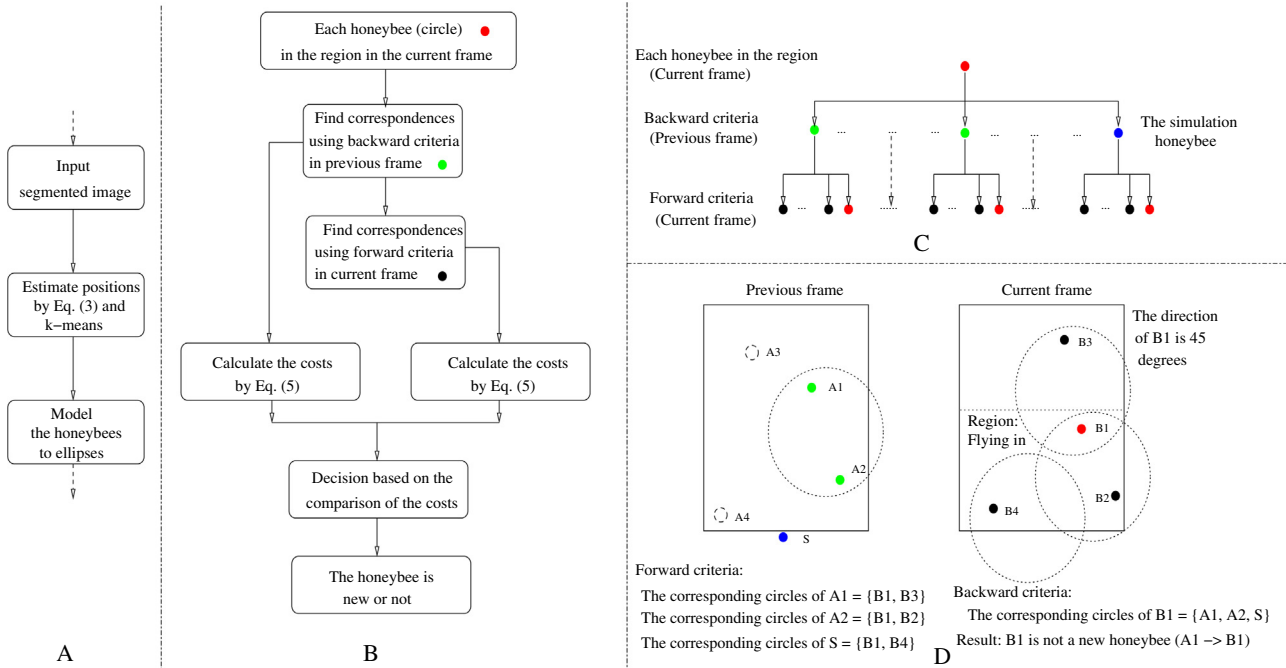 Input
segmented image
Estimate positions
by Eq. (3) and
k−means
Model
the honeybees
to ellipses
A
Each honeybee (circle)
in the region in the current frame
Find correspondences
using backward criteria
in previous frame
Find correspondences
using forward criteria
in current frame
Calculate the costs
by Eq. (5)
Calculate the costs
by Eq. (5)
Decision based on the
comparison of the costs
The honeybee is
new or not
B
Each honeybee in the region
(Current frame)
Backward criteria
(Previous frame)
... ... ... ... ... ...
The simulation
honeybee
Forward criteria
(Current frame)
... ...... ... ...... ...
C
Previous frame
A3
A1
A2
A4
S
Current frame
B3
The direction
of B1 is 45
degrees
Region:
Flying in
B1
B2
B4
Forward criteria:
The corresponding circles of A1 = {B1, B3}
The corresponding circles of A2 = {B1, B2}
The corresponding circles of S = {B1, B4}
Backward criteria:
The corresponding circles of B1 = {A1, A2, S}
Result: B1 is not a new honeybee (A1 −> B1)
D